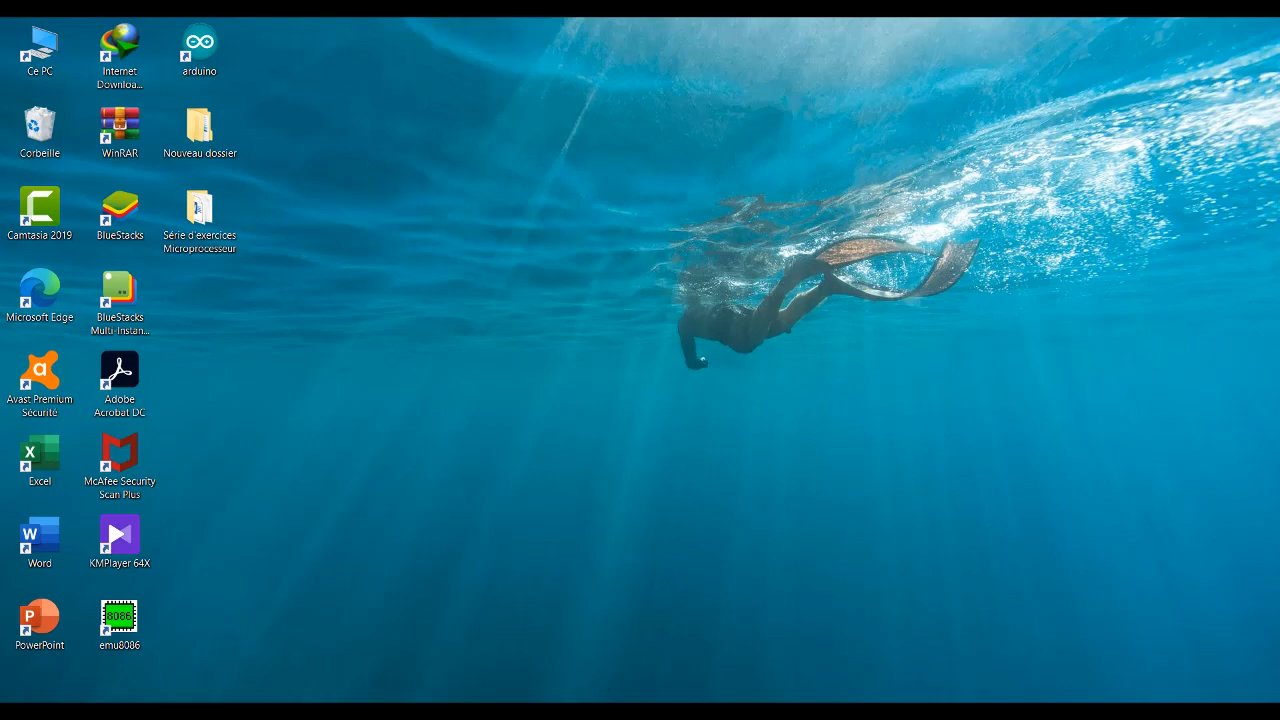 Ce PC
Internet
Downloa...
arduino
Corbeille
WinRAR
Nouveau dossier
Camtasia 2019
BlueStacks
Série d'exercices
Microprocesseur
Microsoft Edge
BlueStacks
Multi-Instan...
Avast Premium
Sécurité
Adobe
Acrobat DC
Excel
McAfee Security
Scan Plus
Word
KMPlayer 64X
PowerPoint
8086
emu8086